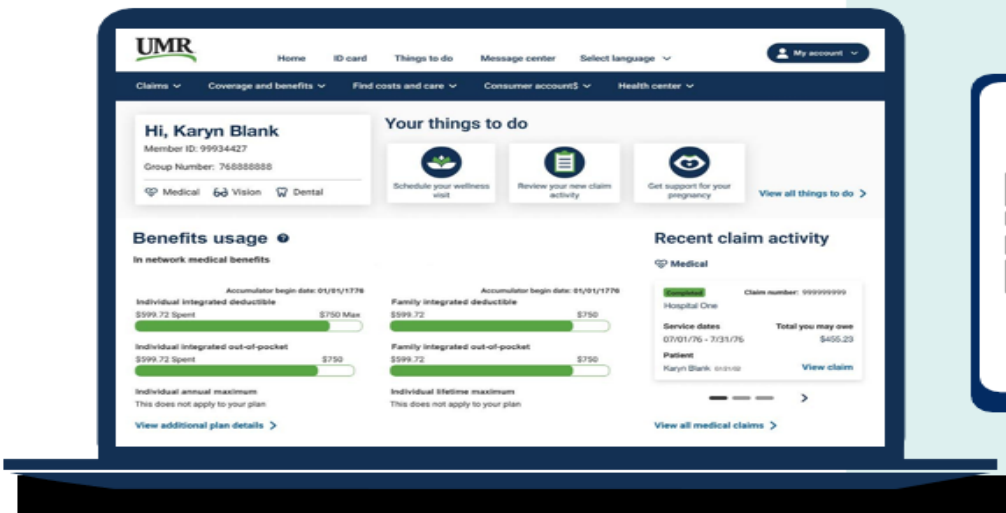 UMR
Home ID card Things to do Message center Select language
My account
Claims Coverage and benefits Find costs and care Consumer account$ Health center
Hi, Karyn Blank
Member ID: 99934427
Group Number: 768888888
Medical Vision Dental
Your things to do
Schedule your wellness
visit
Review your new claim
activity
Get support for your
pregnancy
View all things to do
Benefits usage
In network medical benefits
Accumulator begin date: 01/01/1776
Individual integrated deductible
$599.72 Spent $750 Max
Individual integrated out-of-pocket
$599.72 Spent $750
Individual annual maximum
This does not apply to your plan
View additional plan details
Accumulator begin date: 01/01/1776
Family integrated deductible
$599.72 $750
Family integrated out-of-pocket
$599.72 $750
Individual lifetime maximum
This does not apply to your plan
Recent claim activity
Medical
Completed Claim number: 999999999
Hospital One
Service dates Total you may owe
07/01/76 - 7/31/76 $455.23
Patient
Karyn Blank
View claim
View all medical claims